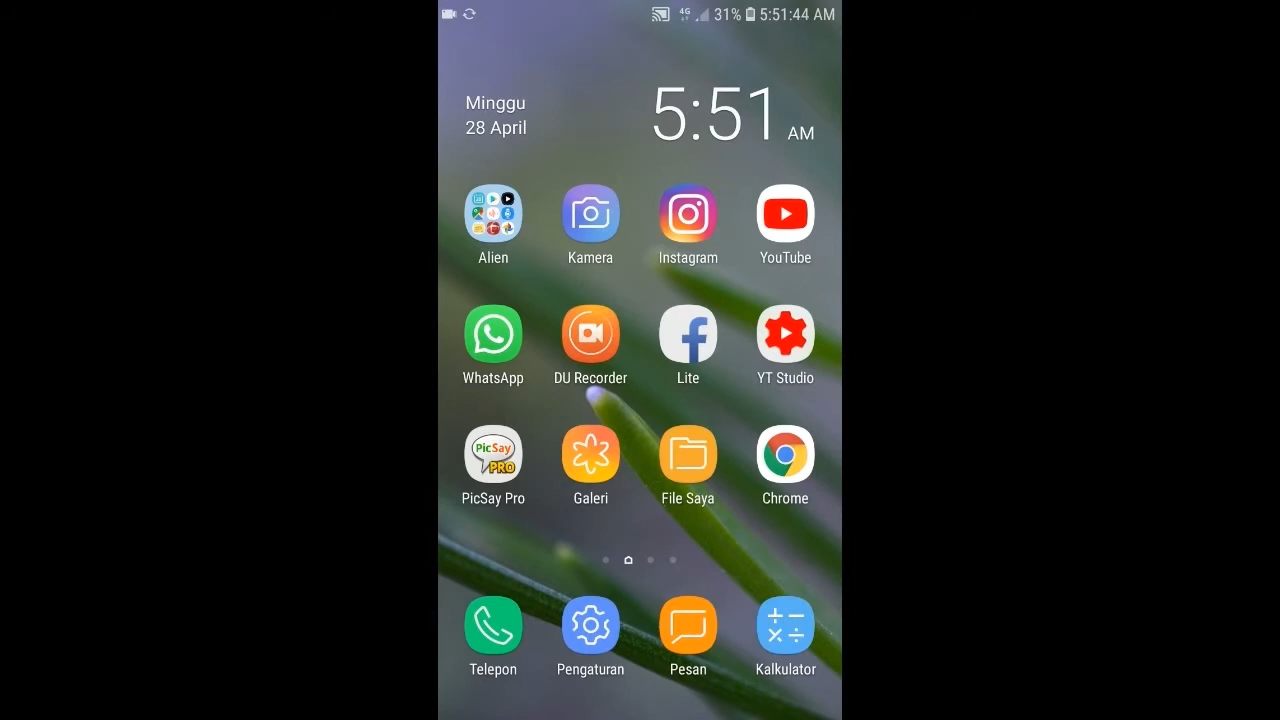 4G 31% 5:51:44 AM
Minggu
28 April
5:51 AM
Alien Kamera Instagram YouTube
WhatsApp DU Recorder Lite YT Studio
PicSay
PRO
PicSay Pro Galeri File Saya Chrome
Telepon Pengaturan Pesan Kalkulator